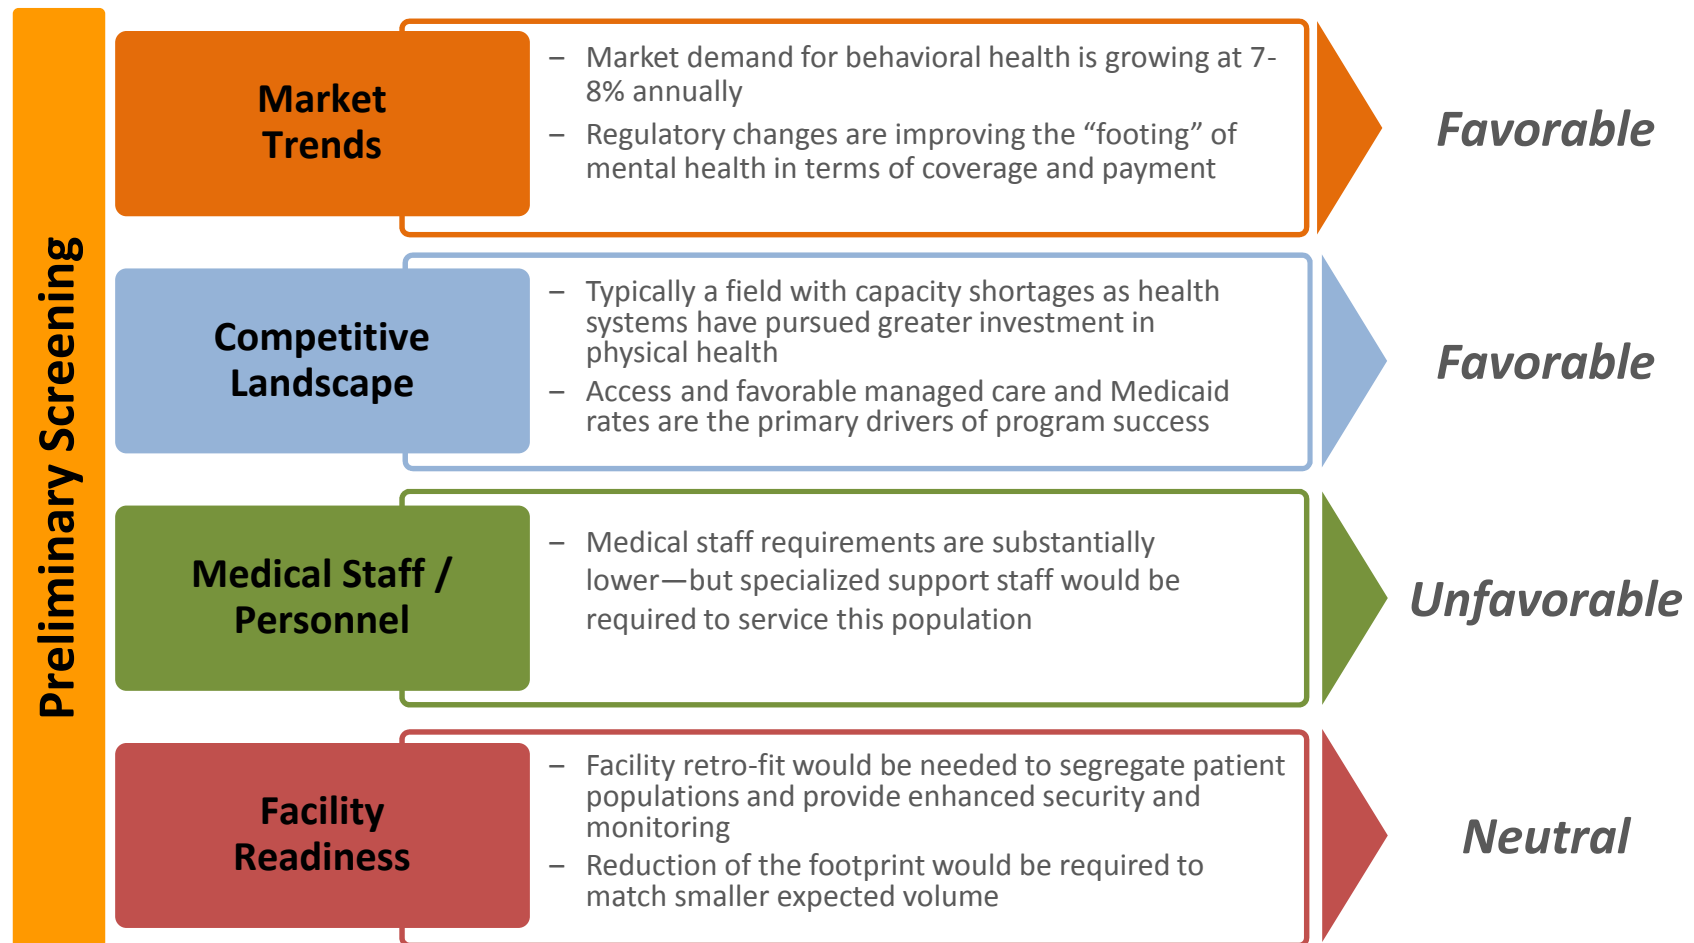 Preliminary Screening
Market
Trends
– Market demand for behavioral health is growing at 7-
8% annually
– Regulatory changes are improving the “footing” of
mental health in terms of coverage and payment
Favorable
Competitive
Landscape
– Typically a field with capacity shortages as health
systems have pursued greater investment in
physical health
– Access and favorable managed care and Medicaid
rates are the primary drivers of program success
Favorable
Medical Staff /
Personnel
– Medical staff requirements are substantially
lower—but specialized support staff would be
required to service this population
Unfavorable
Facility
Readiness
– Facility retro-fit would be needed to segregate patient
populations and provide enhanced security and
monitoring
– Reduction of the footprint would be required to
match smaller expected volume
Neutral